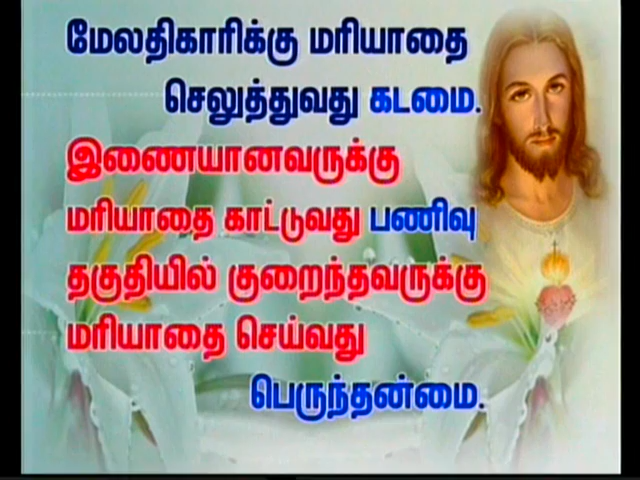 மேலதிகாரிக்கு மரியாதை
செலுத்துவது கடமை.
இணையானவருக்கு
மரியாதை காட்டுவது பணிவு
தகுதியில் குறைந்தவருக்கு
மரியாதை செய்வது
பெருந்தன்மை.